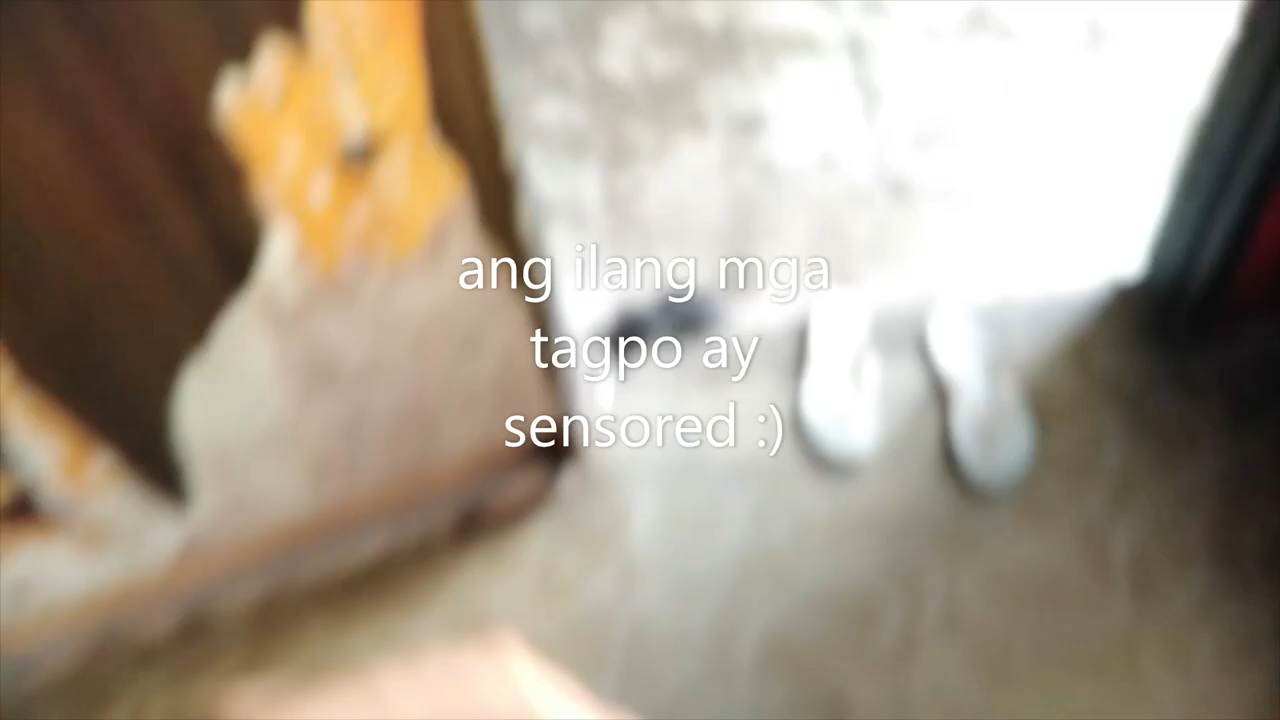 ang ilang mga
tagpo ay
sensored :)